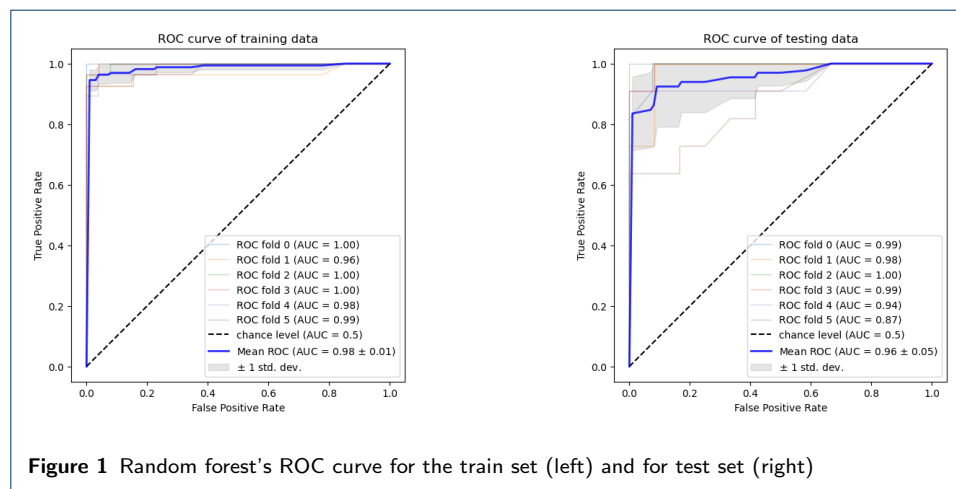 ROC curve of training data
True Positive Rate
1.0
0.8
0.6
0.4
0.2
0.0
ROC fold 0 (AUC = 1.00)
ROC fold 1 (AUC = 0.96)
ROC fold 2 (AUC = 1.00)
ROC fold 3 (AUC = 1.00)
ROC fold 4 (AUC = 0.98)
ROC fold 5 (AUC = 0.99)
chance level (AUC = 0.5)
Mean ROC (AUC = 0.98 ± 0.01)
± 1 std. dev.
0.0 0.2 0.4 0.6 0.8 1.0
False Positive Rate
ROC curve of testing data
True Positive Rate
1.0
0.8
0.6
0.4
0.2
0.0
ROC fold 0 (AUC = 0.99)
ROC fold 1 (AUC = 0.98)
ROC fold 2 (AUC = 1.00)
ROC fold 3 (AUC = 0.99)
ROC fold 4 (AUC = 0.94)
ROC fold 5 (AUC = 0.87)
chance level (AUC = 0.5)
Mean ROC (AUC = 0.96 ± 0.05)
± 1 std. dev.
0.0 0.2 0.4 0.6 0.8 1.0
False Positive Rate
Figure 1 Random forest's ROC curve for the train set (left) and for test set (right)